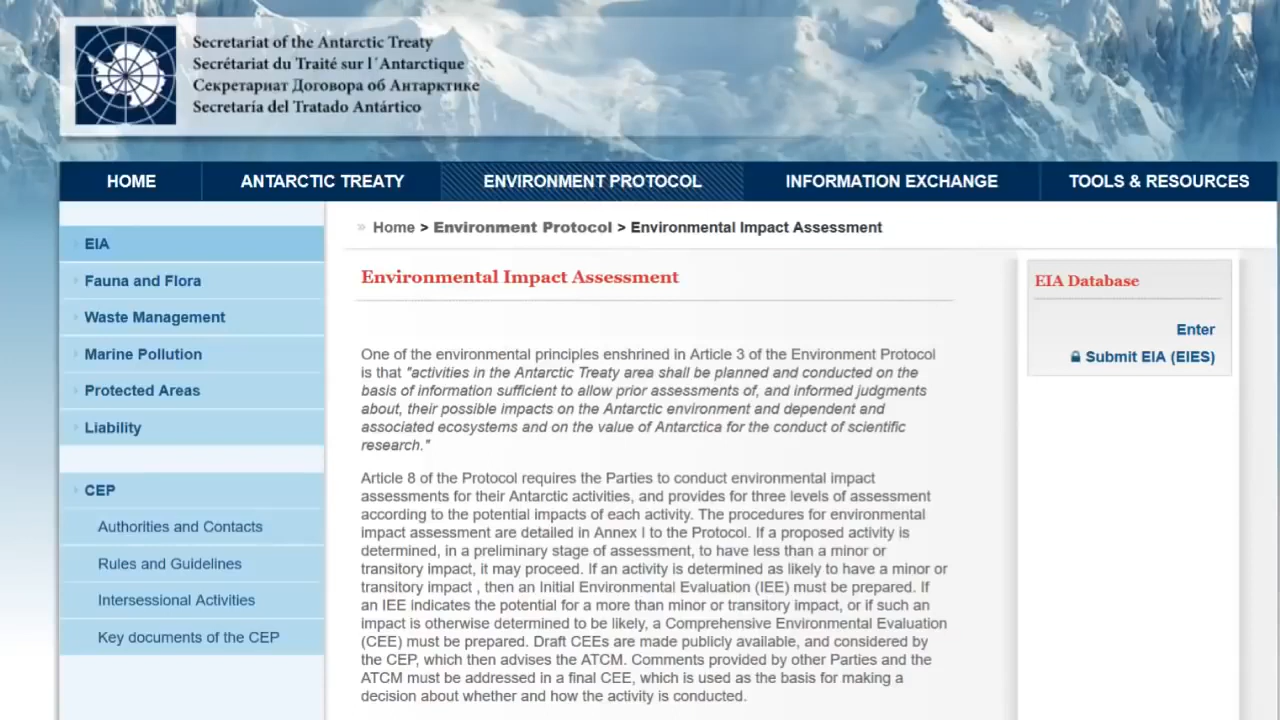 Secretariat of the Antarctic Treaty
Secrétariat du Traité sur l´Antarctique
Секретариат Договора об Антарктике
Secretaría del Tratado Antártico
HOME
ANTARCTIC TREATY
ENVIRONMENT PROTOCOL
INFORMATION EXCHANGE
TOOLS & RESOURCES
EIA
Fauna and Flora
Waste Management
Marine Pollution
Protected Areas
Liability
CEP
Authorities and Contacts
Rules and Guidelines
Intersessional Activities
Key documents of the CEP
» Home > Environment Protocol > Environmental Impact Assessment
Environmental Impact Assessment
One of the environmental principles enshrined in Article 3 of the Environment Protocol
is that "activities in the Antarctic Treaty area shall be planned and conducted on the
basis of information sufficient to allow prior assessments of, and informed judgments
about, their possible impacts on the Antarctic environment and dependent and
associated ecosystems and on the value of Antarctica for the conduct of scientific
research."
Article 8 of the Protocol requires the Parties to conduct environmental impact
assessments for their Antarctic activities, and provides for three levels of assessment
according to the potential impacts of each activity. The procedures for environmental
impact assessment are detailed in Annex I to the Protocol. If a proposed activity is
determined, in a preliminary stage of assessment, to have less than a minor or
transitory impact, it may proceed. If an activity is determined as likely to have a minor or
transitory impact , then an Initial Environmental Evaluation (IEE) must be prepared. If
an IEE indicates the potential for a more than minor or transitory impact, or if such an
impact is otherwise determined to be likely, a Comprehensive Environmental Evaluation
(CEE) must be prepared. Draft CEEs are made publicly available, and considered by
the CEP, which then advises the ATCM. Comments provided by other Parties and the
ATCM must be addressed in a final CEE, which is used as the basis for making a
decision about whether and how the activity is conducted.
EIA Database
Enter
Submit EIA (EIES)